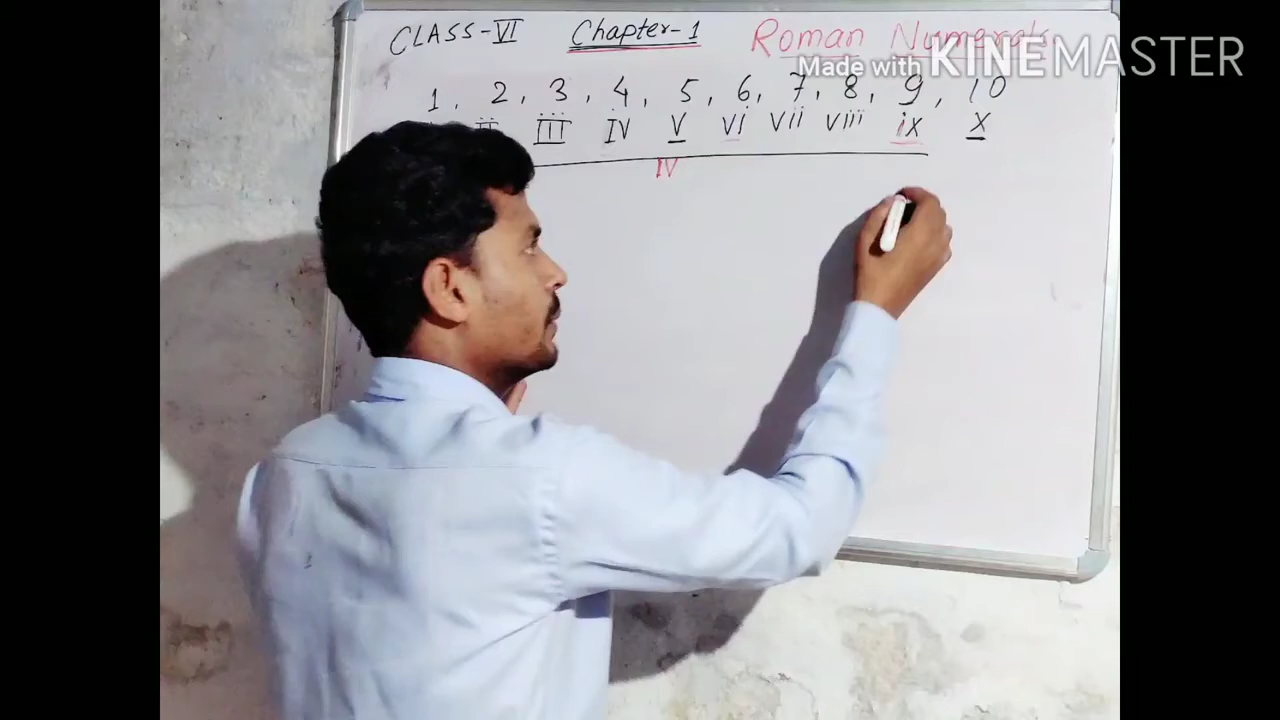 CLASS-VI Chapter-1 Roman Numerals
Made with KINEMASTER
1, 2, 3, 4, 5, 6, 7, 8, 9, 10
II III IV V Vi Vii Viii iX X
IV